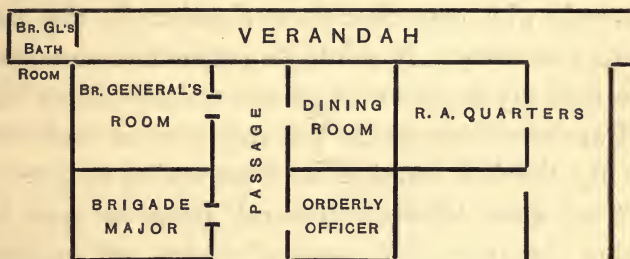 BR. GL'S
BATH
ROOM
VERANDAH
BR. GENERAL'S
ROOM
PASSAGE
DINING
ROOM
R. A. QUARTERS
BRIGADE
MAJOR
ORDERLY
OFFICER